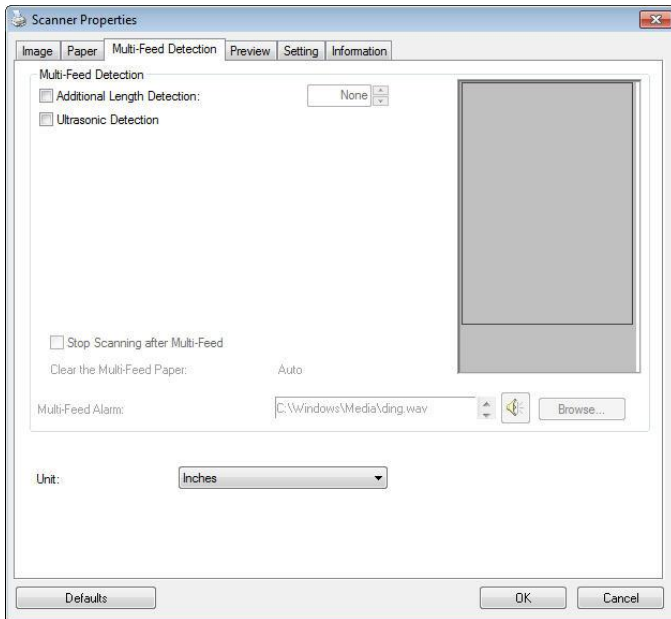 Scanner Properties
Image Paper Multi-Feed Detection Preview Setting Information
Multi-Feed Detection
Additional Length Detection: None
Ultrasonic Detection
Stop Scanning after Multi-Feed
Clear the Multi-Feed Paper: Auto
Multi-Feed Alarm: C:\Windows\Media\ding.wav Browse...
Unit: Inches
Defaults OK Cancel